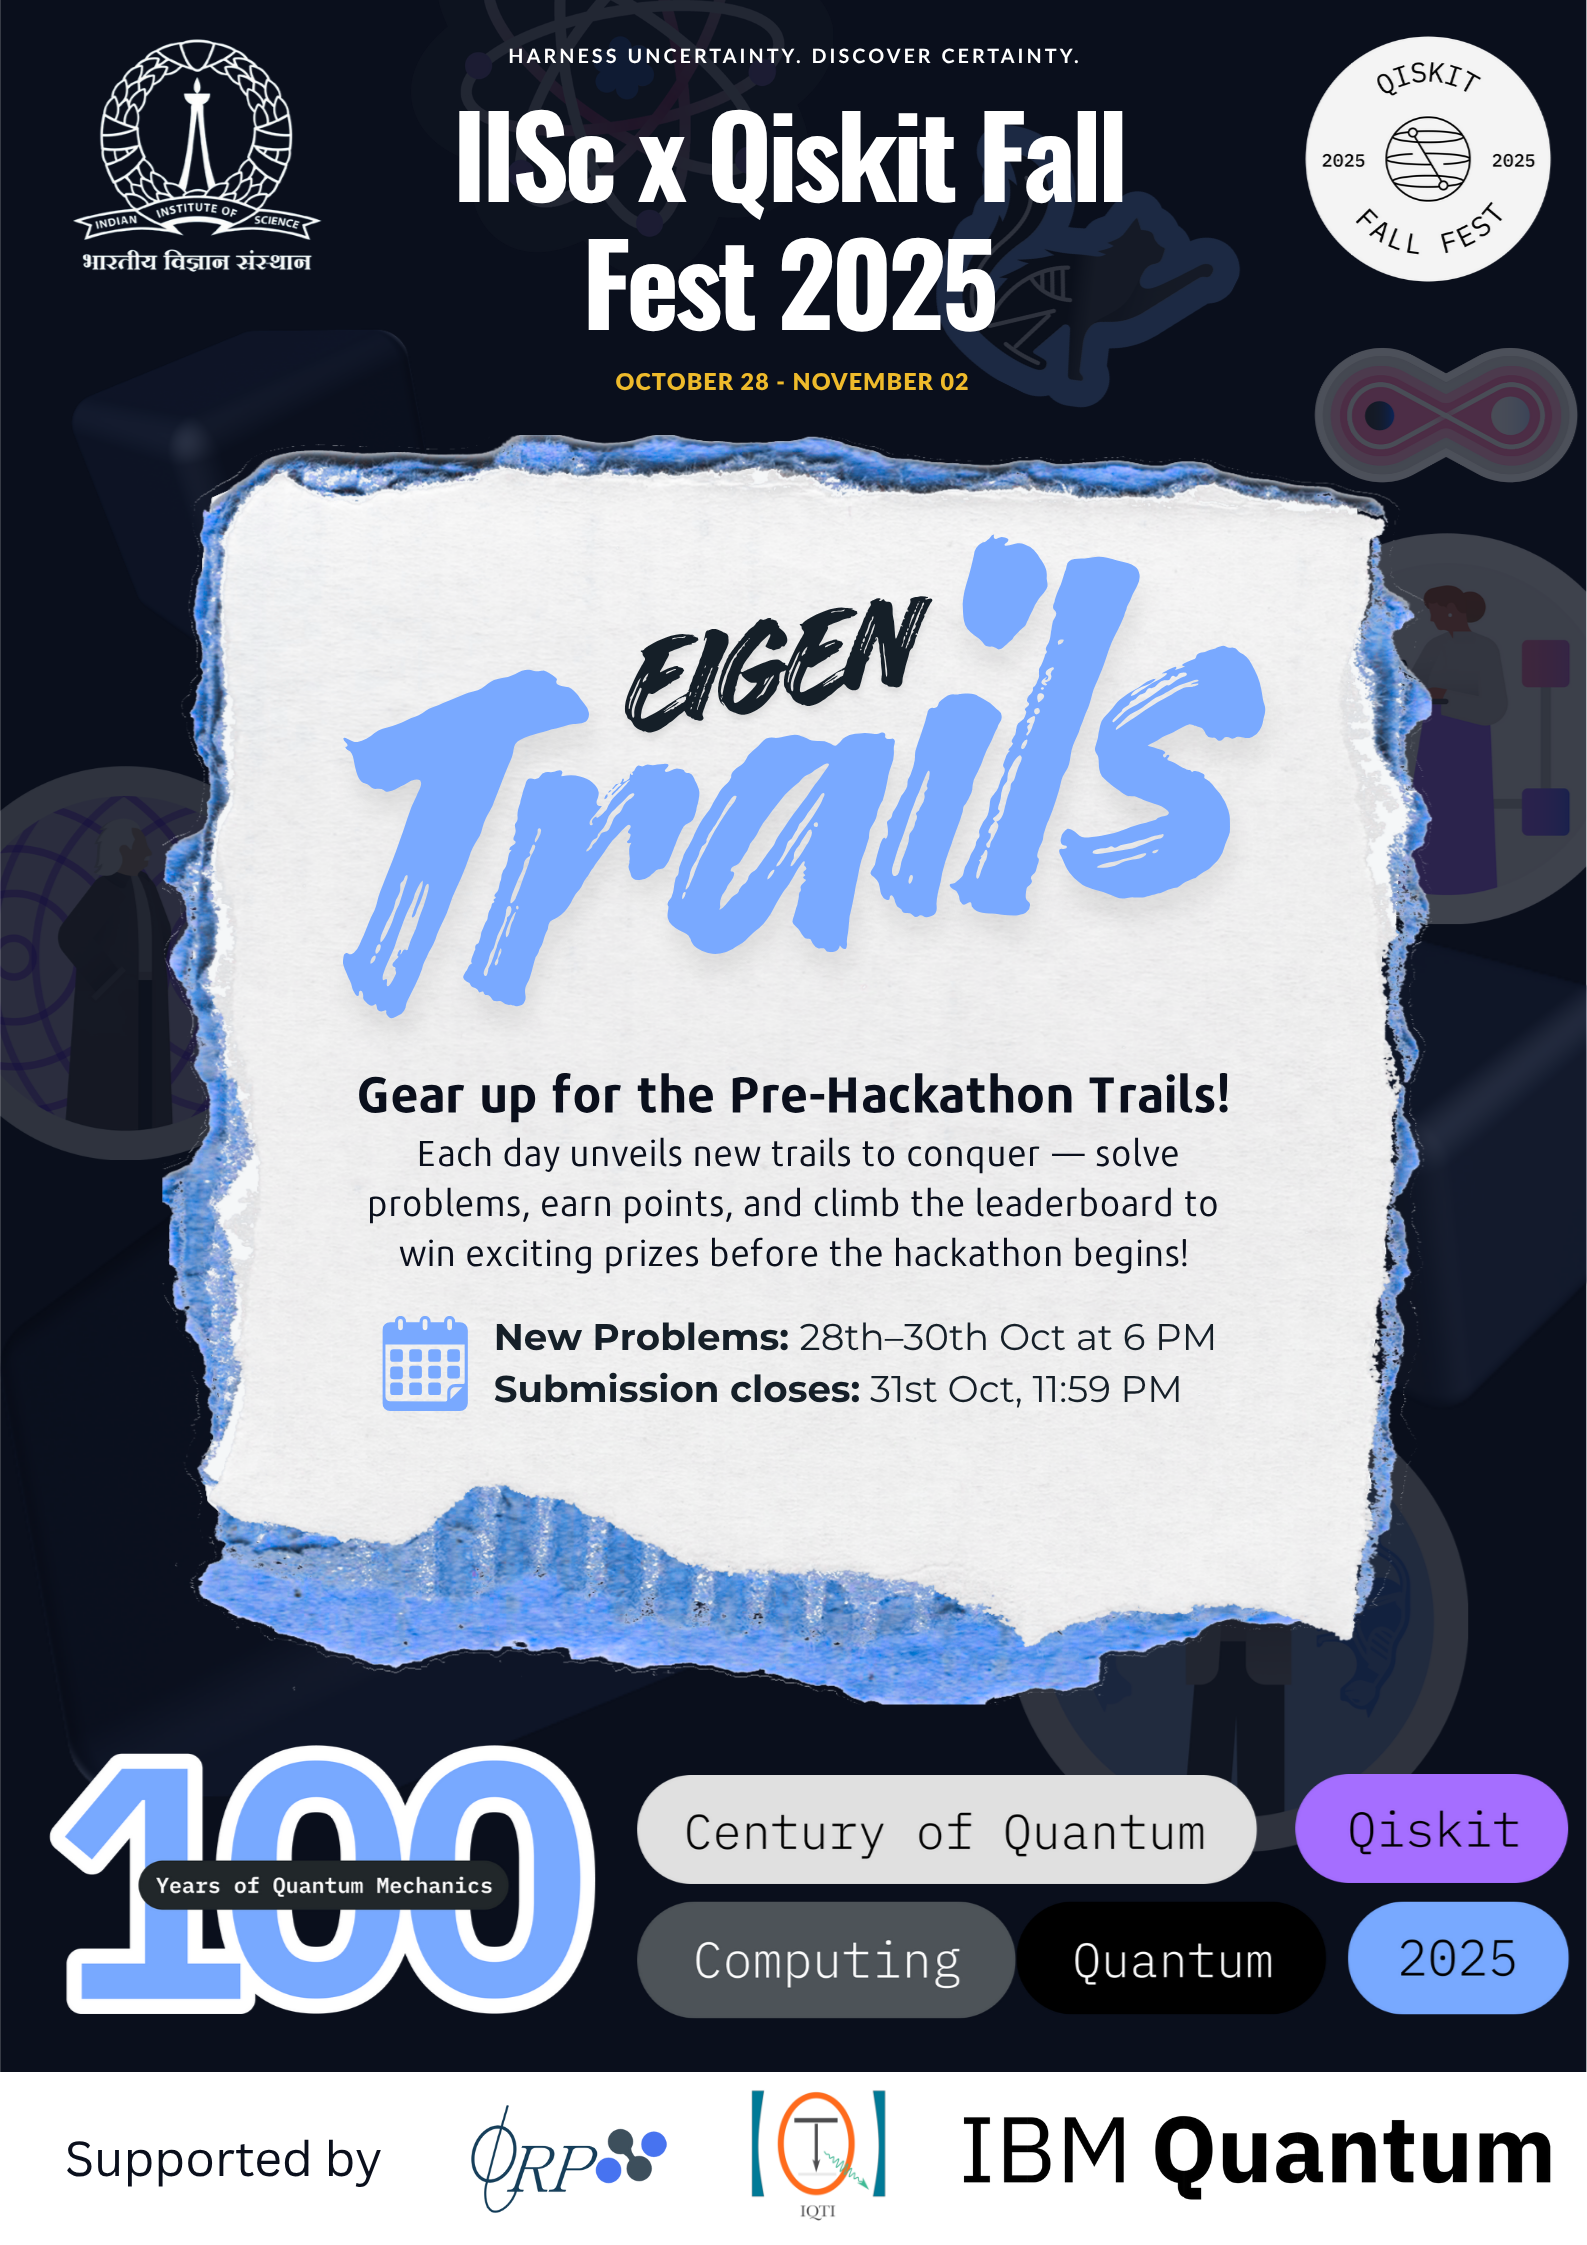 HARNESS UNCERTAINTY. DISCOVER CERTAINTY.
IISc x Qiskit Fall
Fest 2025
OCTOBER 28 - NOVEMBER 02
INDIAN INSTITUTE OF SCIENCE
भारतीय विज्ञान संस्थान
QISKIT
2025 2025
FALL FEST
EIGEN
Trails
Gear up for the Pre-Hackathon Trails!
Each day unveils new trails to conquer — solve
problems, earn points, and climb the leaderboard to
win exciting prizes before the hackathon begins!
New Problems: 28th–30th Oct at 6 PM
Submission closes: 31st Oct, 11:59 PM
100
Years of Quantum Mechanics
Century of Quantum
Qiskit
Computing
Quantum
2025
Supported by
ΦRP
IQTI
IBM Quantum